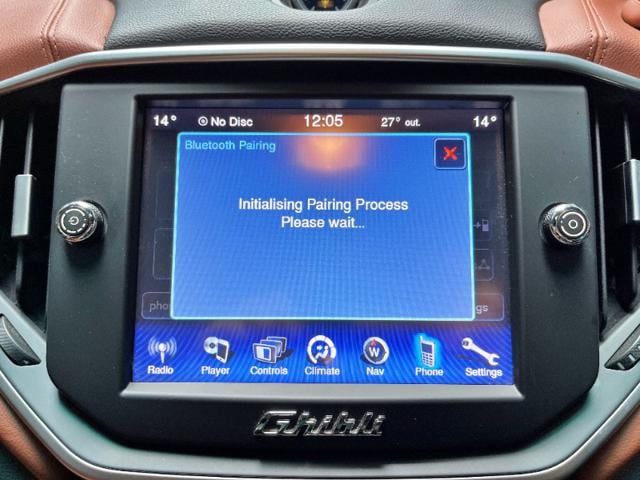 14° No Disc 12:05 27° out. 14°
Bluetooth Pairing
Initialising Pairing Process
Please wait...
Radio Player Controls Climate Nav Phone Settings
W
Ghibli